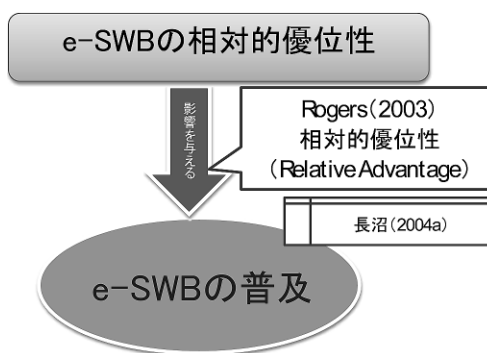 e-SWBの相対的優位性
影響を与える
Rogers(2003)
相対的優位性
(Relative Advantage)
長沼(2004a)
e-SWBの普及